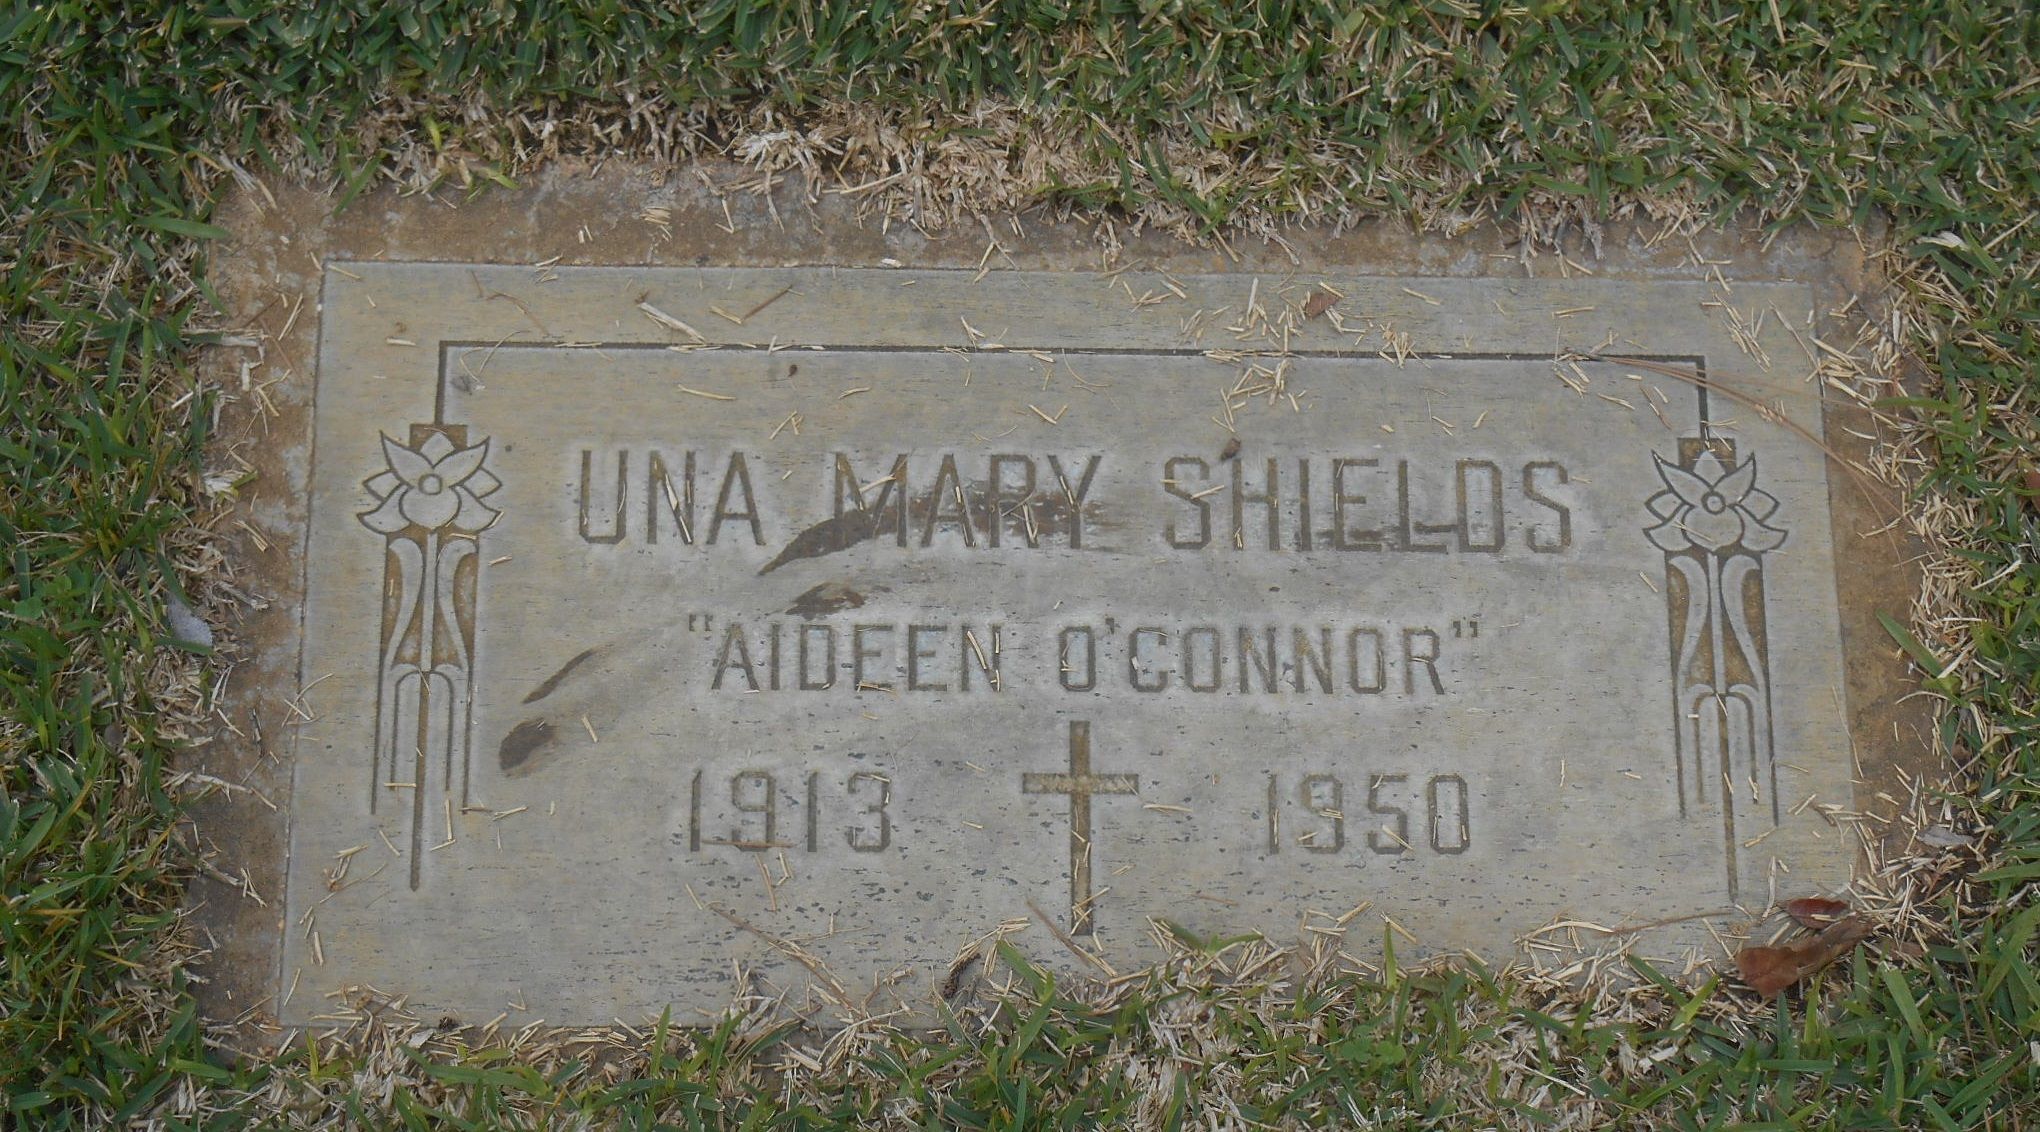 UNA MARY SHIELDS
"AIDEEN O'CONNOR"
1913 1950